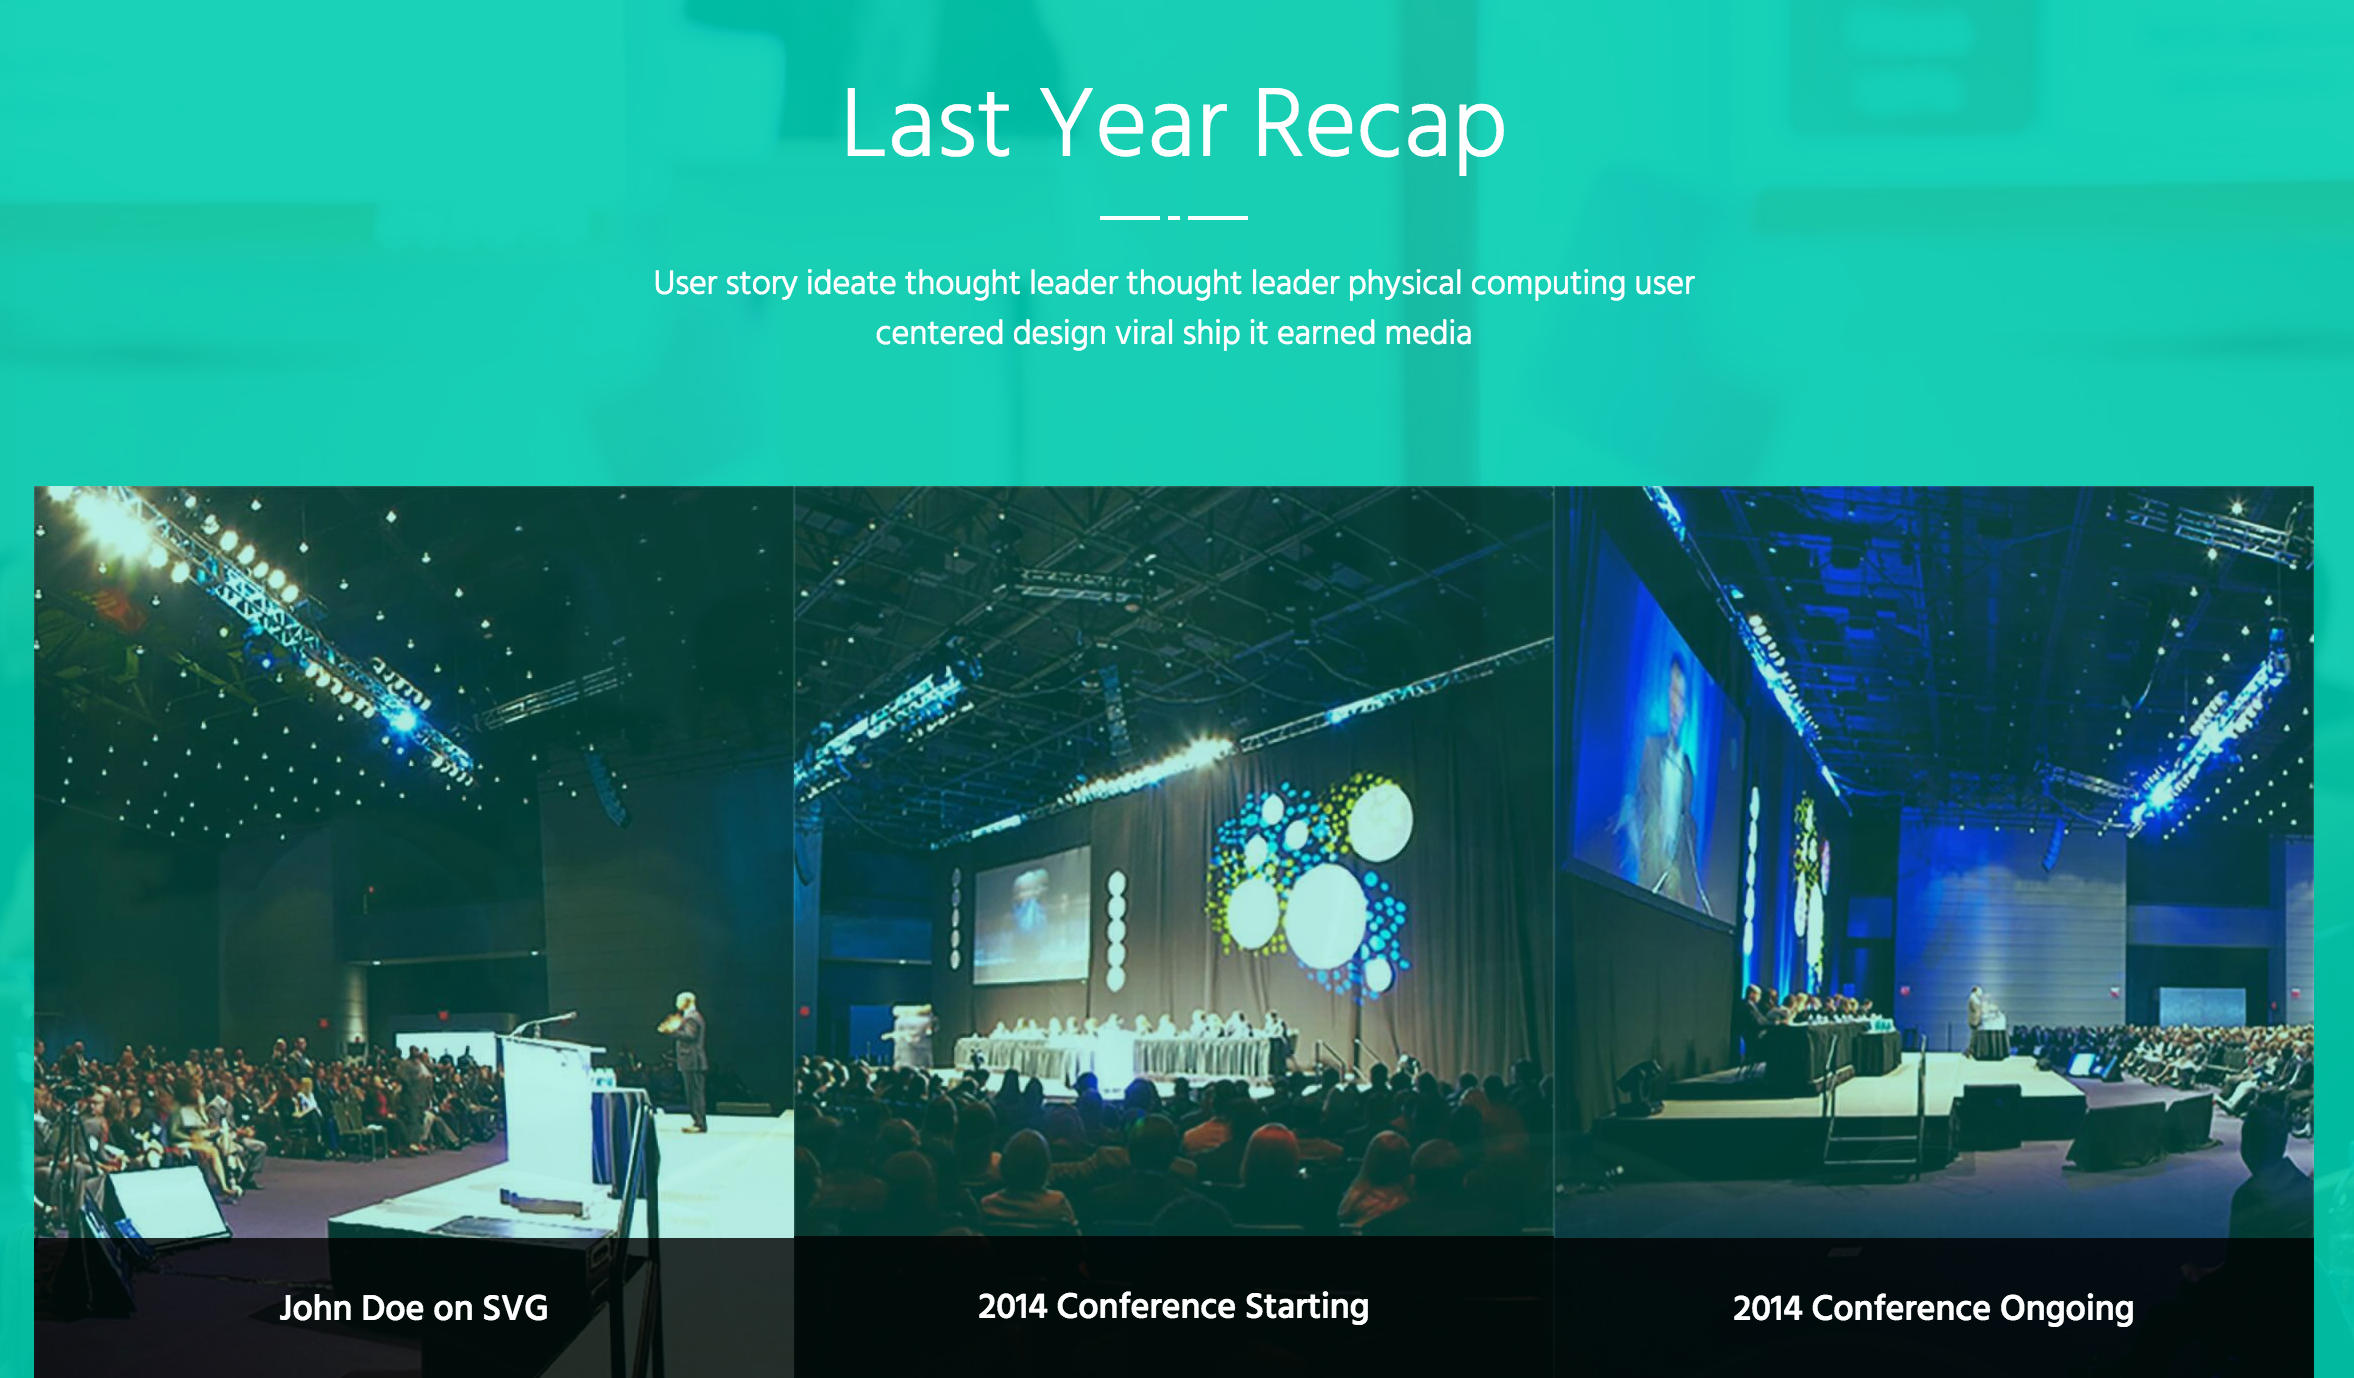 Last Year Recap
User story ideate thought leader thought leader physical computing user
centered design viral ship it earned media
John Doe on SVG
2014 Conference Starting
2014 Conference Ongoing